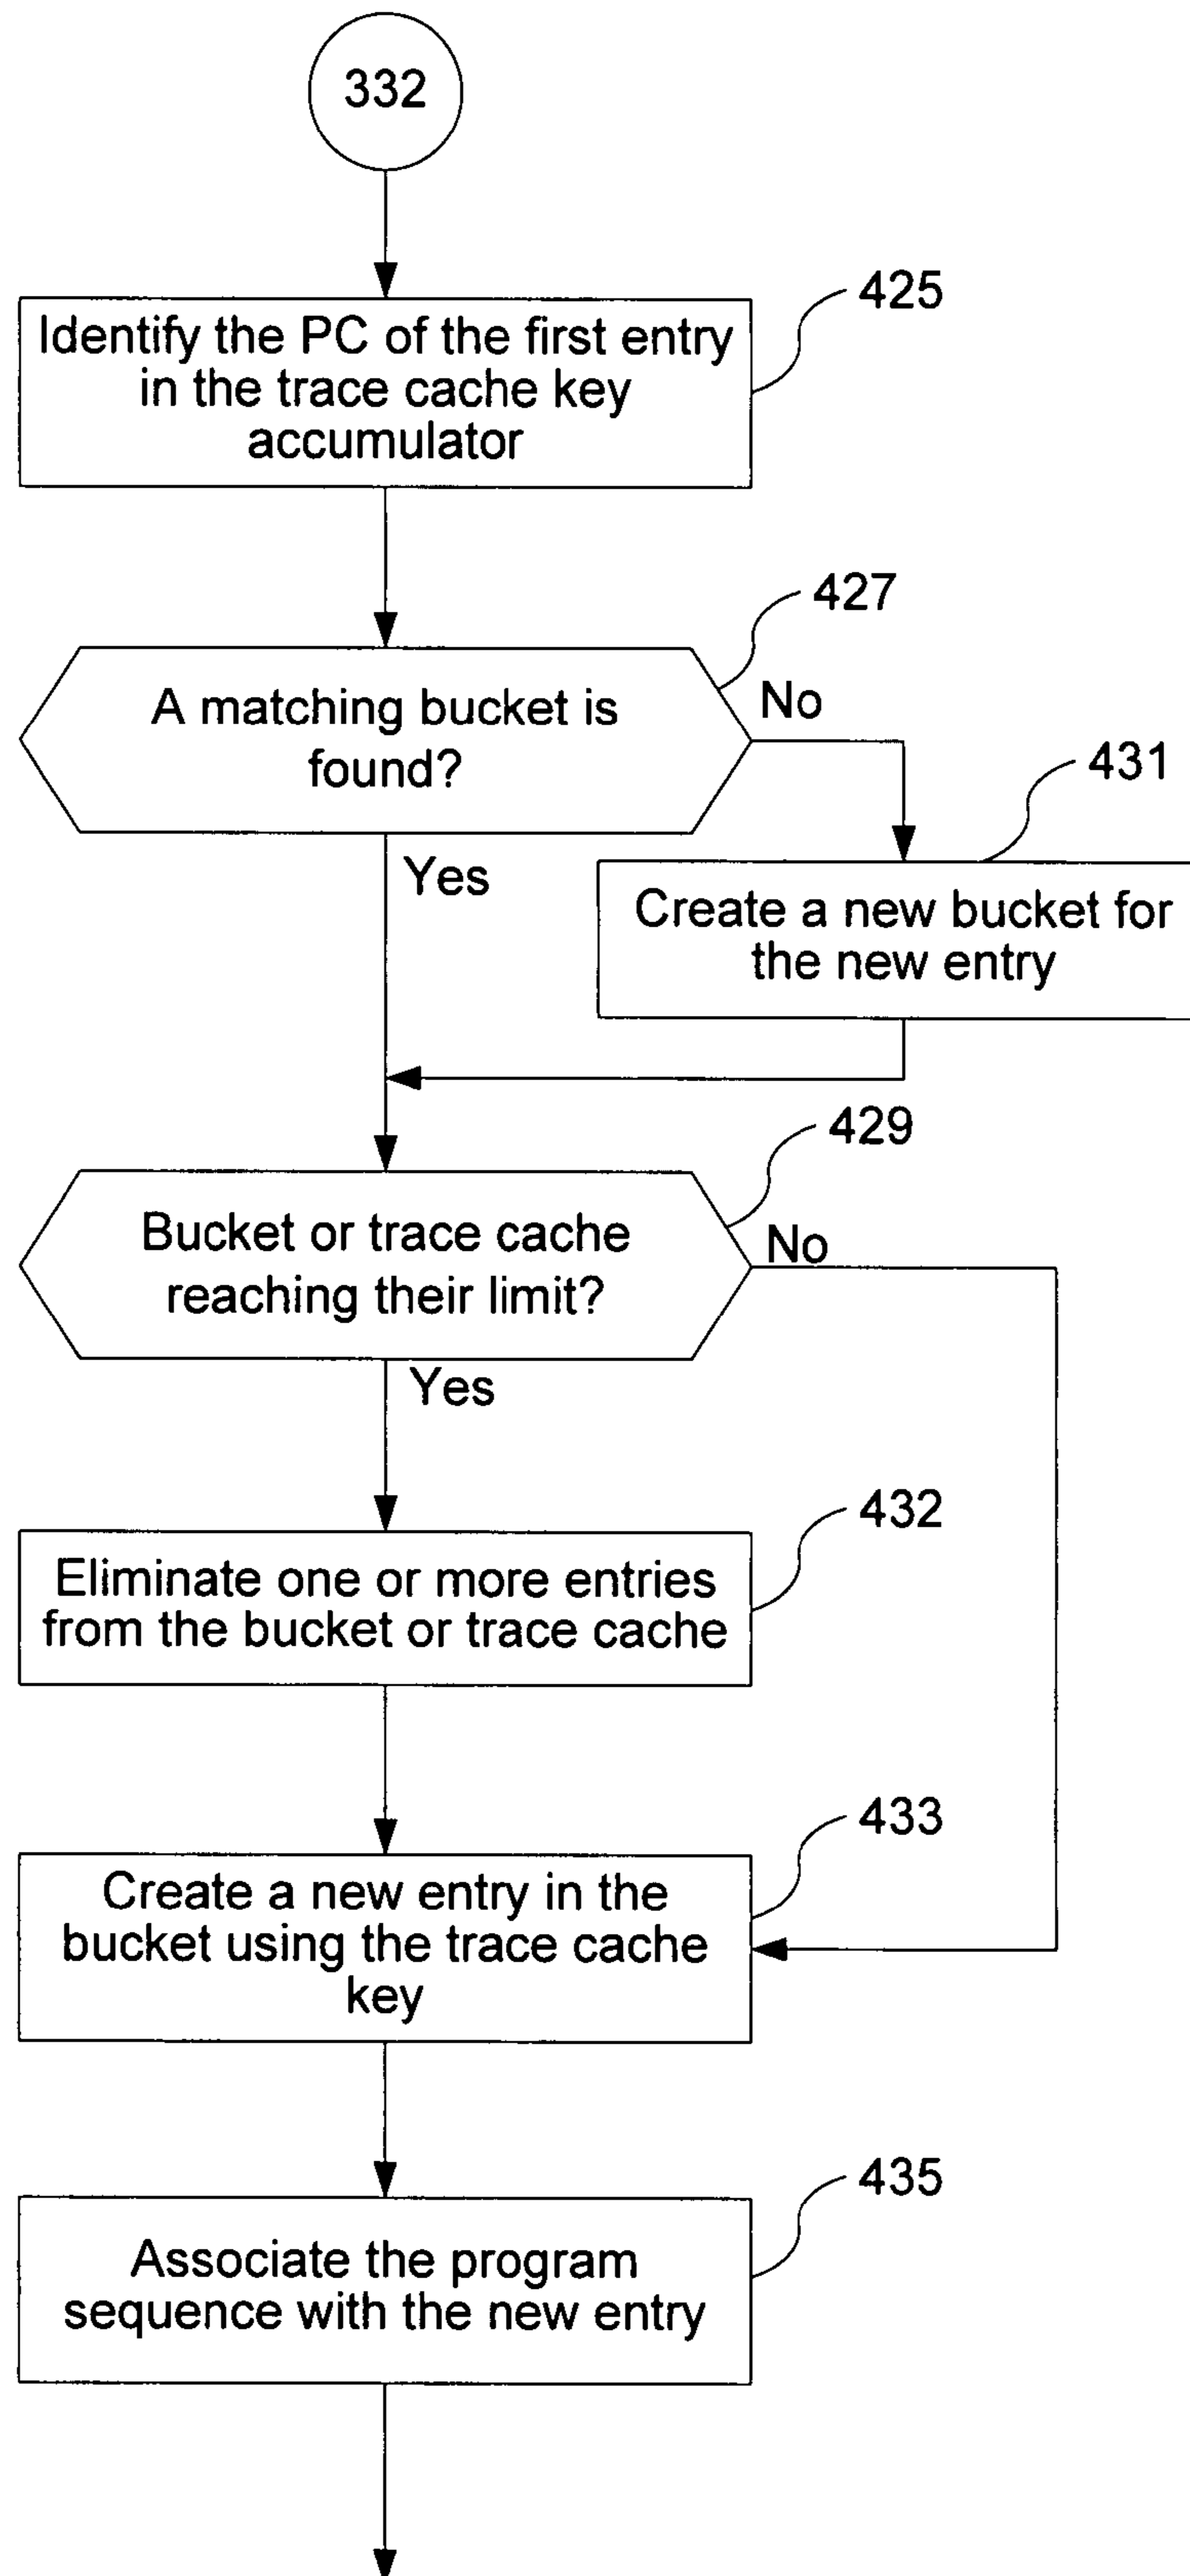 332
425
Identify the PC of the first entry
in the trace cache key
accumulator
427
A matching bucket is
found?
No
431
Yes
Create a new bucket for
the new entry
429
Bucket or trace cache
reaching their limit?
No
Yes
432
Eliminate one or more entries
from the bucket or trace cache
433
Create a new entry in the
bucket using the trace cache
key
435
Associate the program
sequence with the new entry